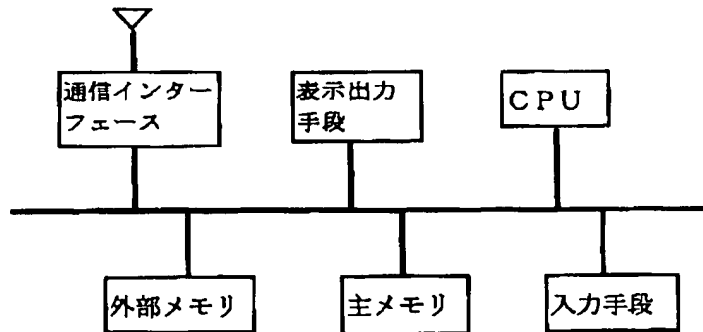 通信インター
フェース
表示出力
手段
CPU
外部メモリ
主メモリ
入力手段